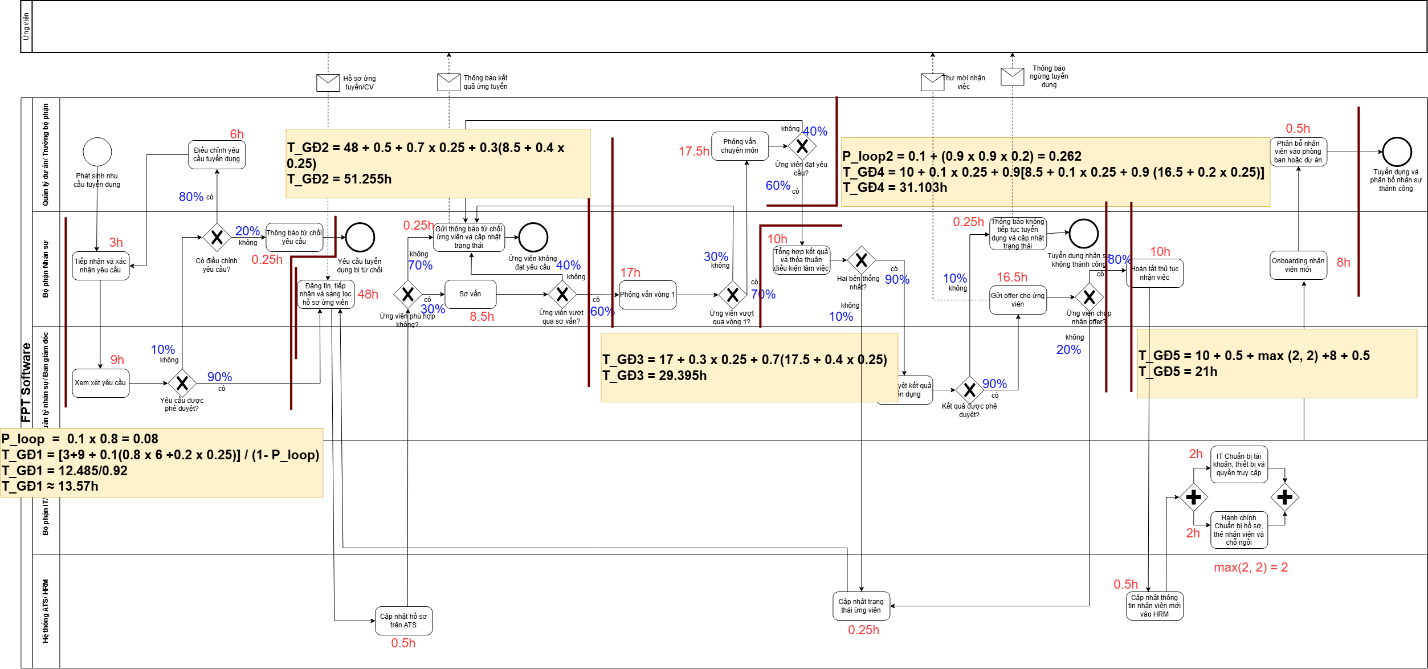 Ứng viên
Hồ sơ ứng
tuyển/CV
Thông báo kết
quả ứng tuyển
Thư mời nhận
việc
Thông báo
ngừng tuyển
dụng
FPT Software
Quản lý dự án/ Trưởng bộ phận
Phát sinh nhu
cầu tuyển dụng
6h
Điều chỉnh yêu
cầu tuyển dụng
80%
có
T_GĐ2 = 48 + 0.5 + 0.7 x 0.25 + 0.3(8.5 + 0.4 x
0.25)
T_GĐ2 = 51.255h
17.5h
Phỏng vấn
chuyên môn
không
40%
Ứng viên đạt yêu
cầu?
60%
có
P_loop2 = 0.1 + (0.9 x 0.9 x 0.2) = 0.262
T_GĐ4 = 10 + 0.1 x 0.25 + 0.9[8.5 + 0.1 x 0.25 + 0.9 (16.5 + 0.2 x 0.25)]
T_GĐ4 = 31.103h
0.5h
Phân bổ nhân
viên vào phòng
ban hoặc dự án
Tuyển dụng và
phân bổ nhân sự
thành công
Bộ phận Nhân sự
3h
Tiếp nhận và xác
nhận yêu cầu
Có điều chỉnh
yêu cầu?
20%
không
Thông báo từ chối
yêu cầu
0.25h
Yêu cầu tuyển
dụng bị từ chối
Đăng tin, tiếp
nhận và sàng lọc
hồ sơ ứng viên
48h
0.25h
Gửi thông báo từ chối
ứng viên và cập nhật
trạng thái
Ứng viên không
đạt yêu cầu
không
70%
Ứng viên phù hợp
không?
có
30%
Sơ vấn
8.5h
40%
không
Ứng viên vượt
qua sơ vấn?
có
60%
17h
Phỏng vấn vòng 1
30%
không
có
70%
Ứng viên vượt
qua vòng 1?
10h
Tổng hợp kết quả
và thỏa thuận
điều kiện làm việc
Hai bên thống
nhất?
có
90%
không
10%
0.25h
Thông báo không
tiếp tục tuyển
dụng và cập nhật
trạng thái
Tuyển dụng nhân sự
không thành công
10%
không
16.5h
Gửi offer cho ứng
viên
80%
có
Ứng viên chấp
nhận offer?
không
20%
10h
Hoàn tất thủ tục
nhận việc
Onboarding nhân
viên mới
8h
9h
Xem xét yêu cầu
10%
không
90%
có
Yêu cầu được
phê duyệt?
T_GĐ3 = 17 + 0.3 x 0.25 + 0.7(17.5 + 0.4 x 0.25)
T_GĐ3 = 29.395h
90%
có
Kết quả được phê
duyệt?
T_GĐ5 = 10 + 0.5 + max (2, 2) +8 + 0.5
T_GĐ5 = 21h
P_loop = 0.1 x 0.8 = 0.08
T_GĐ1 = [3+9 + 0.1(0.8 x 6 +0.2 x 0.25)] / (1- P_loop)
T_GĐ1 = 12.485/0.92
T_GĐ1 ≈ 13.57h
2h
IT Chuẩn bị tài
khoản, thiết bị và
quyền truy cập
2h
Hành chính
Chuẩn bị hồ sơ,
thẻ nhân viên và
chỗ ngồi
max(2, 2) = 2
Hệ thống ATS/ HRM
Cập nhật hồ sơ
trên ATS
0.5h
Cập nhật trạng
thái ứng viên
0.25h
0.5h
Cập nhật thông
tin nhân viên mới
vào HRM